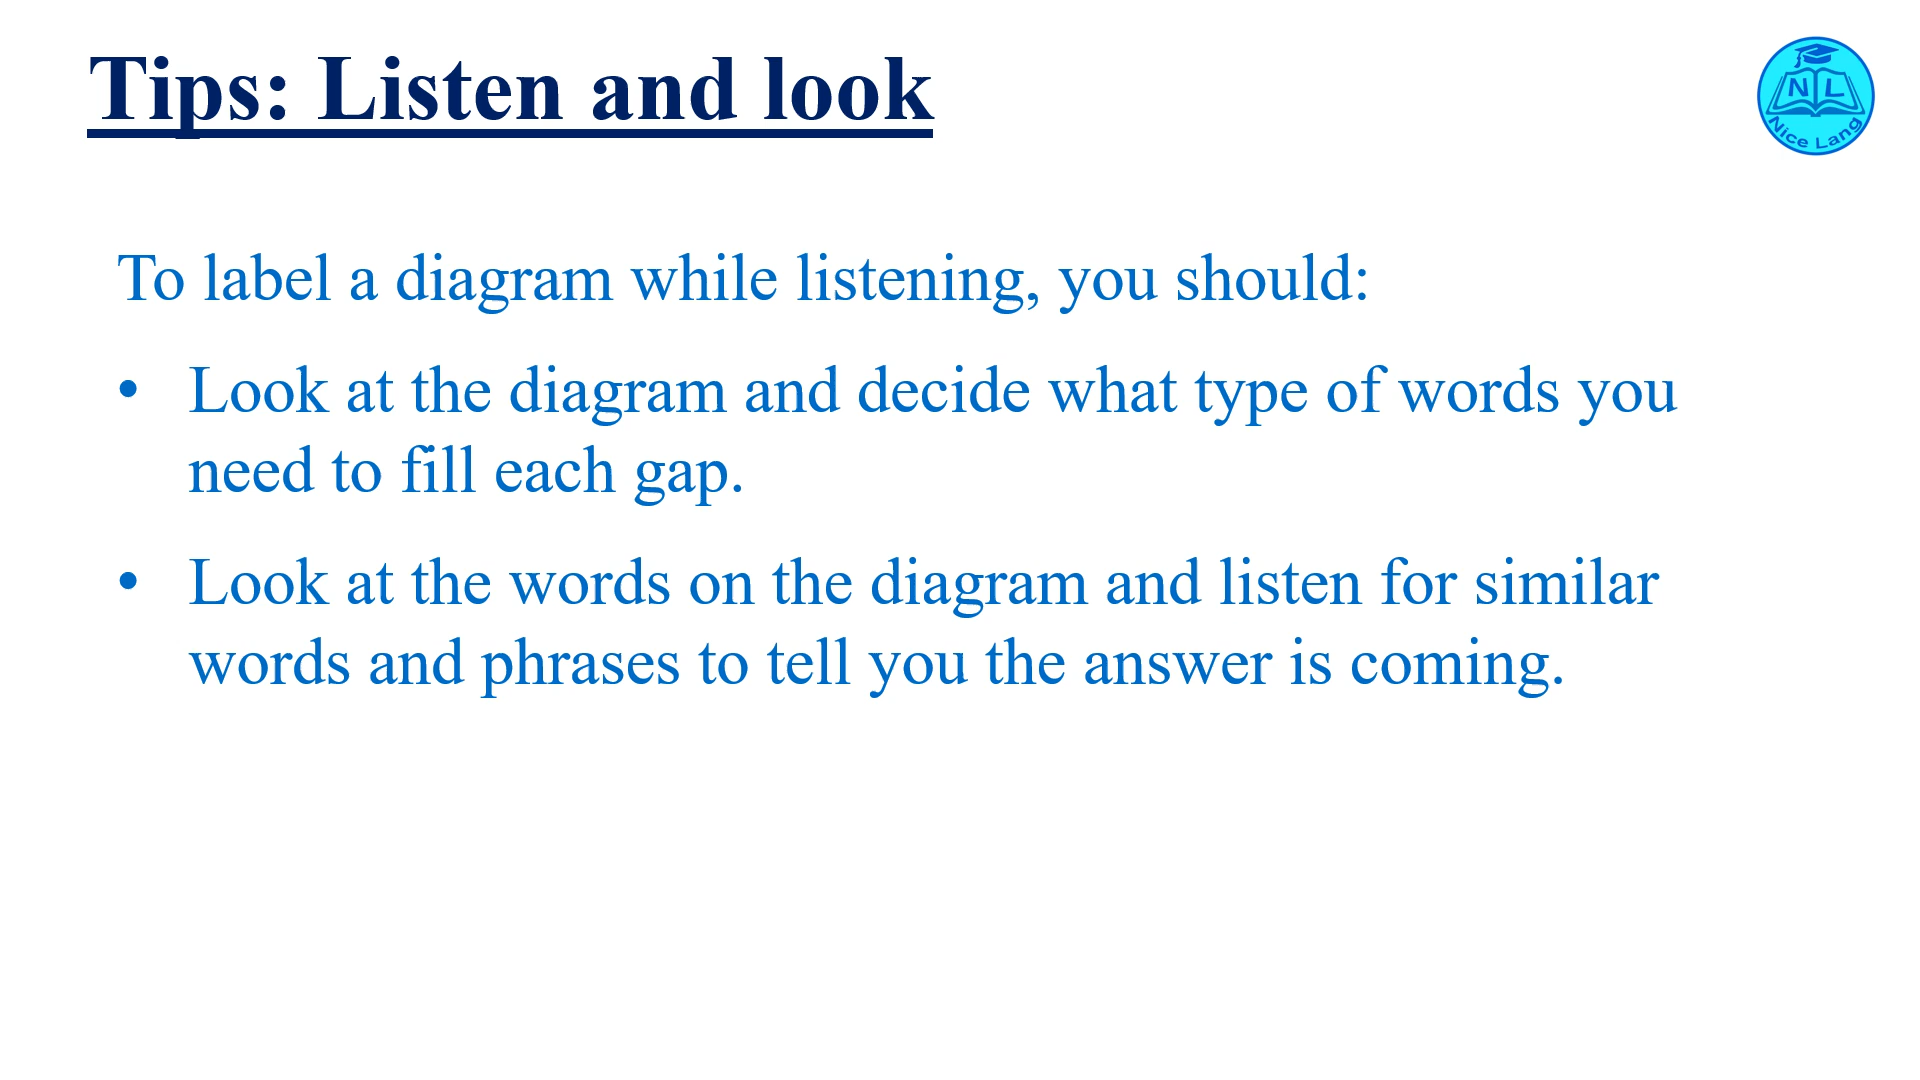 Tips: Listen and look
N L
Nice Lang
To label a diagram while listening, you should:
• Look at the diagram and decide what type of words you
need to fill each gap.
• Look at the words on the diagram and listen for similar
words and phrases to tell you the answer is coming.